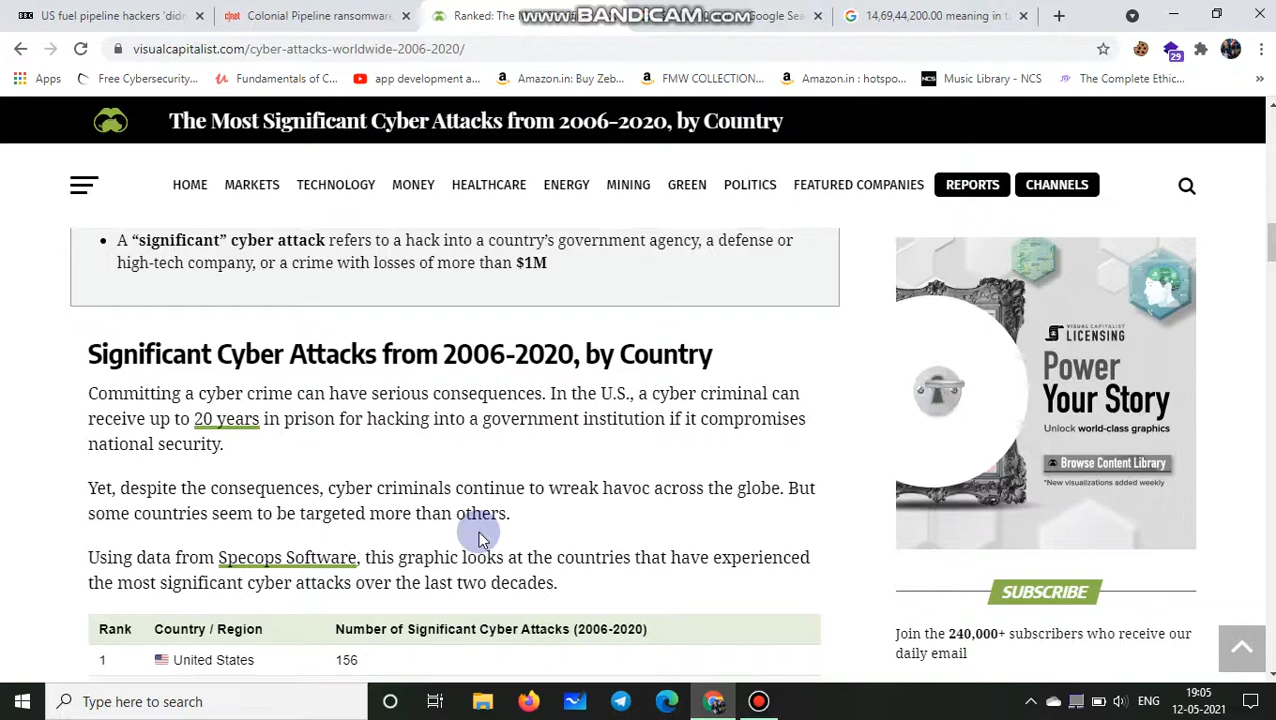 US fuel pipeline hackers 'didn
Colonial Pipeline ransomware
Ranked: The M
www.BANDICAM.com
Google Sea
14,69,44,200.00 meaning in t
visualcapitalist.com/cyber-attacks-worldwide-2006-2020/
29
Apps
Free Cybersecurity...
Fundamentals of C...
app development a...
Amazon.in: Buy Zeb...
FMW COLLECTION...
Amazon.in : hotspo...
NCS
Music Library - NCS
The Complete Ethic...
The Most Significant Cyber Attacks from 2006-2020, by Country
HOME MARKETS TECHNOLOGY MONEY HEALTHCARE ENERGY MINING GREEN POLITICS FEATURED COMPANIES REPORTS CHANNELS
• A “significant” cyber attack refers to a hack into a country’s government agency, a defense or
high-tech company, or a crime with losses of more than $1M
Significant Cyber Attacks from 2006-2020, by Country
Committing a cyber crime can have serious consequences. In the U.S., a cyber criminal can
receive up to 20 years in prison for hacking into a government institution if it compromises
national security.
Yet, despite the consequences, cyber criminals continue to wreak havoc across the globe. But
some countries seem to be targeted more than others.
Using data from Specops Software, this graphic looks at the countries that have experienced
the most significant cyber attacks over the last two decades.
Rank Country / Region Number of Significant Cyber Attacks (2006-2020)
1 United States 156
VISUAL CAPITALIST
LICENSING
Power
Your Story
Unlock world-class graphics
Browse Content Library
*New visualizations added weekly
SUBSCRIBE
Join the 240,000+ subscribers who receive our
daily email
Type here to search
ENG
19:05
12-05-2021